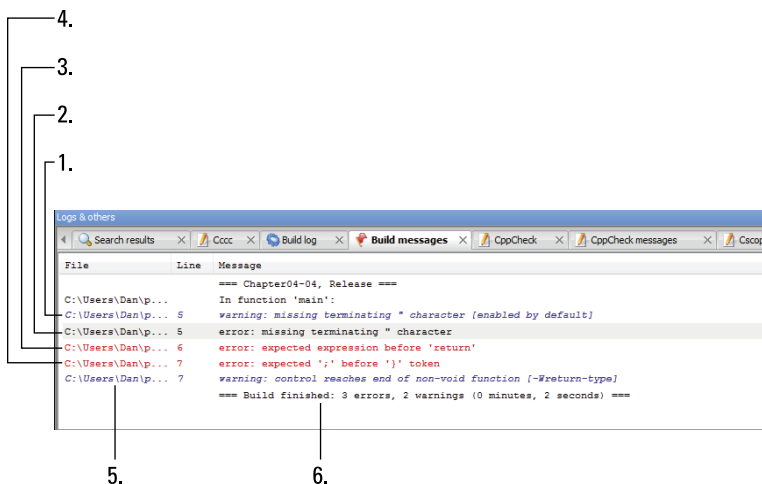 4.
3.
2.
1.
Logs & others
Search results Cccc Build log Build messages CppCheck CppCheck messages Cscop
File Line Message
=== Chapter04-04, Release ===
C:\Users\Dan\p... In function 'main':
C:\Users\Dan\p... 5 warning: missing terminating " character [enabled by default]
C:\Users\Dan\p... 5 error: missing terminating " character
C:\Users\Dan\p... 6 error: expected expression before 'return'
C:\Users\Dan\p... 7 error: expected ';' before '}' token
C:\Users\Dan\p... 7 warning: control reaches end of non-void function [-Wreturn-type]
=== Build finished: 3 errors, 2 warnings (0 minutes, 2 seconds) ===
5. 6.